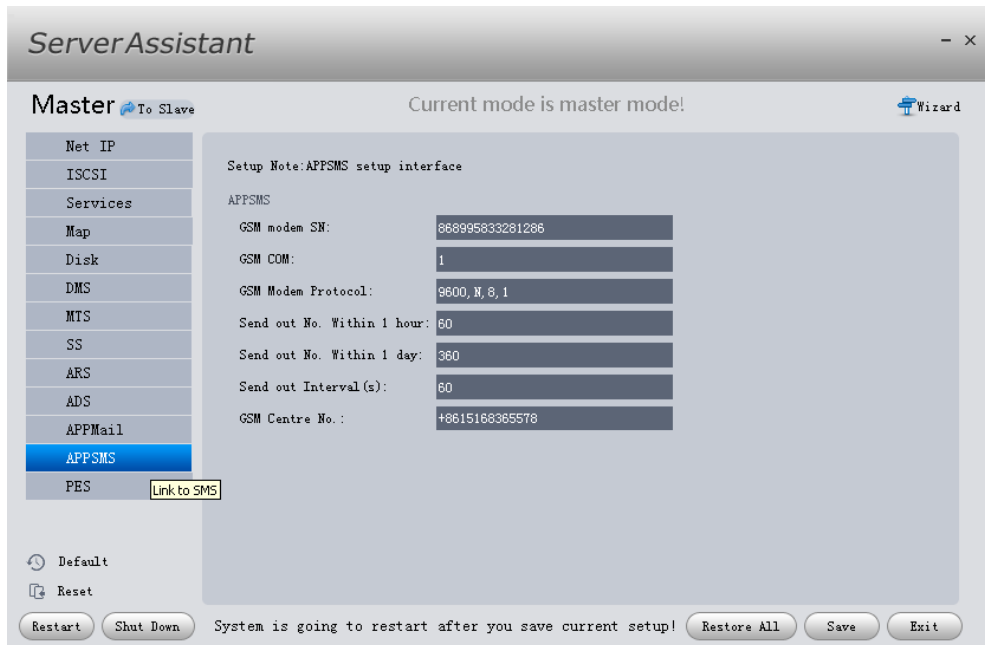 ServerAssistant
Master To Slave
Current mode is master mode!
Wizard
Net IP
ISCSI
Services
Map
Disk
DMS
MTS
SS
ARS
ADS
APPMail
APPSMS
PES
Link to SMS
Default
Reset
Setup Note:APPSMS setup interface
APPSMS
GSM modem SN: 868995833281286
GSM COM: 1
GSM Modem Protocol: 9600, N, 8, 1
Send out No. Within 1 hour: 60
Send out No. Within 1 day: 360
Send out Interval(s): 60
GSM Centre No.: +8615168365578
Restart Shut Down System is going to restart after you save current setup! Restore All Save Exit